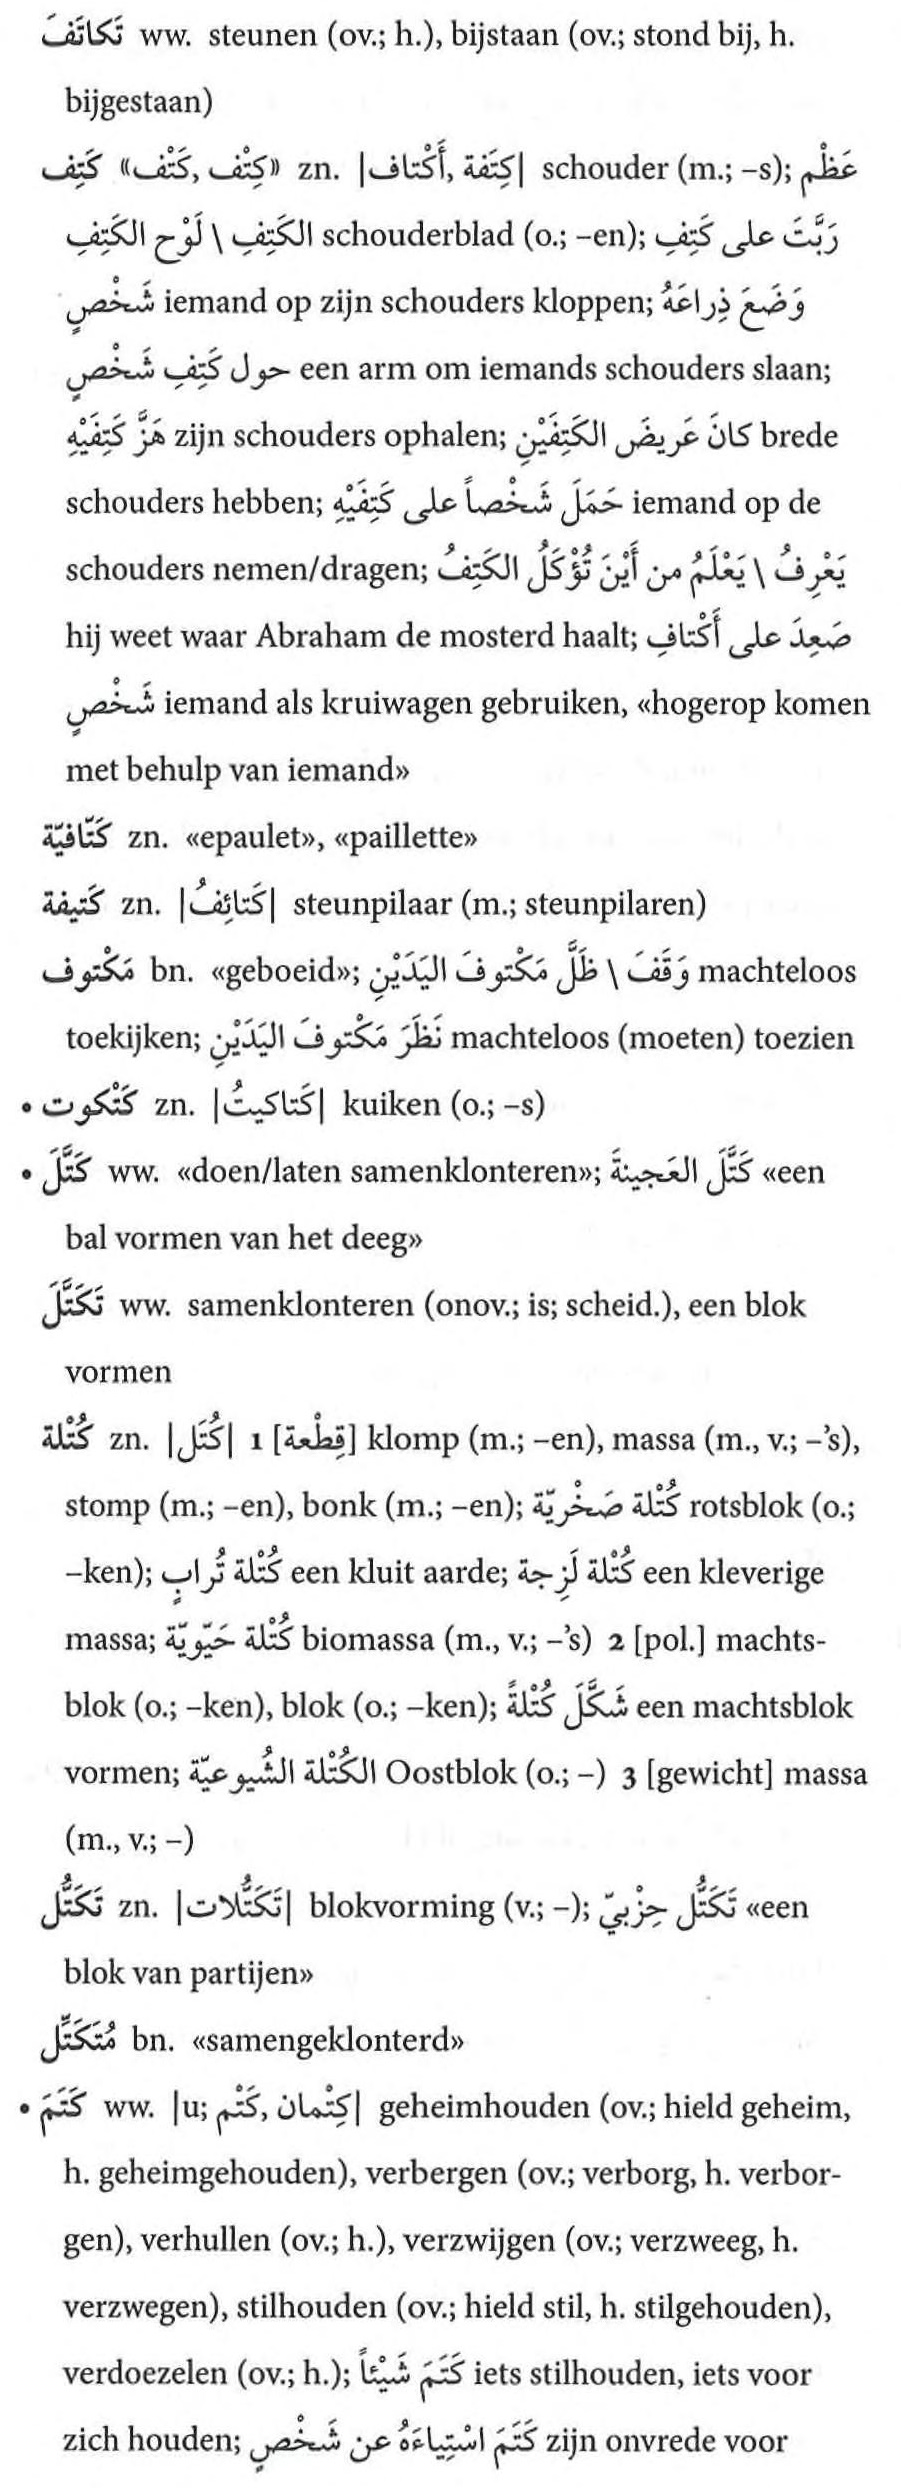 تَكاتَفَ ww. steunen (ov.; h.), bijstaan (ov.; stond bij, h.
bijgestaan)
كَتِف «كِتْف, كَتْف» zn. |كِتَفة, أَكْتاف| schouder (m.; –s); عَظْم
الكَتِفِ \ لَوْح الكَتِفِ schouderblad (o.; –en); رَبَّتَ على كَتِفِ
شَخْصٍ iemand op zijn schouders kloppen; وَضَعَ ذِراعَهُ
حول كَتِفِ شَخْصٍ een arm om iemands schouders slaan;
هَزَّ كَتِفَيْهِ zijn schouders ophalen; كانَ عَريضَ الكَتِفَيْنِ brede
schouders hebben; حَمَلَ شَخْصاً على كَتِفَيْهِ iemand op de
schouders nemen/dragen; يَعْرِفُ \ يَعْلَمُ من أَيْنَ تُؤْكَلُ الكَتِفُ
hij weet waar Abraham de mosterd haalt; صَعِدَ على أَكْتافِ
شَخْصٍ iemand als kruiwagen gebruiken, «hogerop komen
met behulp van iemand»
كَتّافيّة zn. «epaulet», «paillette»
كَتيفة zn. |كَتائِفُ| steunpilaar (m.; steunpilaren)
مَكْتوف bn. «geboeid»; وَقَفَ \ ظَلَّ مَكْتوفَ اليَدَيْنِ machteloos
toekijken; نَظَرَ مَكْتوفَ اليَدَيْنِ machteloos (moeten) toezien
• كَتْكوت zn. |كَتاكيتُ| kuiken (o.; –s)
• كَتَّلَ ww. «doen/laten samenklonteren»; كَتَّلَ العَجينةَ «een
bal vormen van het deeg»
تَكَتَّلَ ww. samenklonteren (onov.; is; scheid.), een blok
vormen
كُتْلة zn. |كُتَل| 1 [قِطْعة] klomp (m.; –en), massa (m., v.; –’s),
stomp (m.; –en), bonk (m.; –en); كُتْلة صَخْريّة rotsblok (o.;
–ken); كُتْلة تُرابٍ een kluit aarde; كُتْلة لَزِجة een kleverige
massa; كُتْلة حَيَويّة biomassa (m., v.; –’s) 2 [pol.] machts-
blok (o.; –ken), blok (o.; –ken); شَكَّلَ كُتْلةً een machtsblok
vormen; الكُتْلة الشُيوعيّة Oostblok (o.; –) 3 [gewicht] massa
(m., v.; –)
تَكَتُّل zn. |تَكَتُّلات| blokvorming (v.; –); تَكَتُّل حِزْبيّ «een
blok van partijen»
مُتَكَتِّل bn. «samengeklonterd»
• كَتَمَ ww. |u; كِتْمان, كَتْم| geheimhouden (ov.; hield geheim,
h. geheimgehouden), verbergen (ov.; verborg, h. verbor-
gen), verhullen (ov.; h.), verzwijgen (ov.; verzweeg, h.
verzwegen), stilhouden (ov.; hield stil, h. stilgehouden),
verdoezelen (ov.; h.); كَتَمَ شَيْئاً iets stilhouden, iets voor
zich houden; كَتَمَ اسْتِياءَهُ عن شَخْصٍ zijn onvrede voor